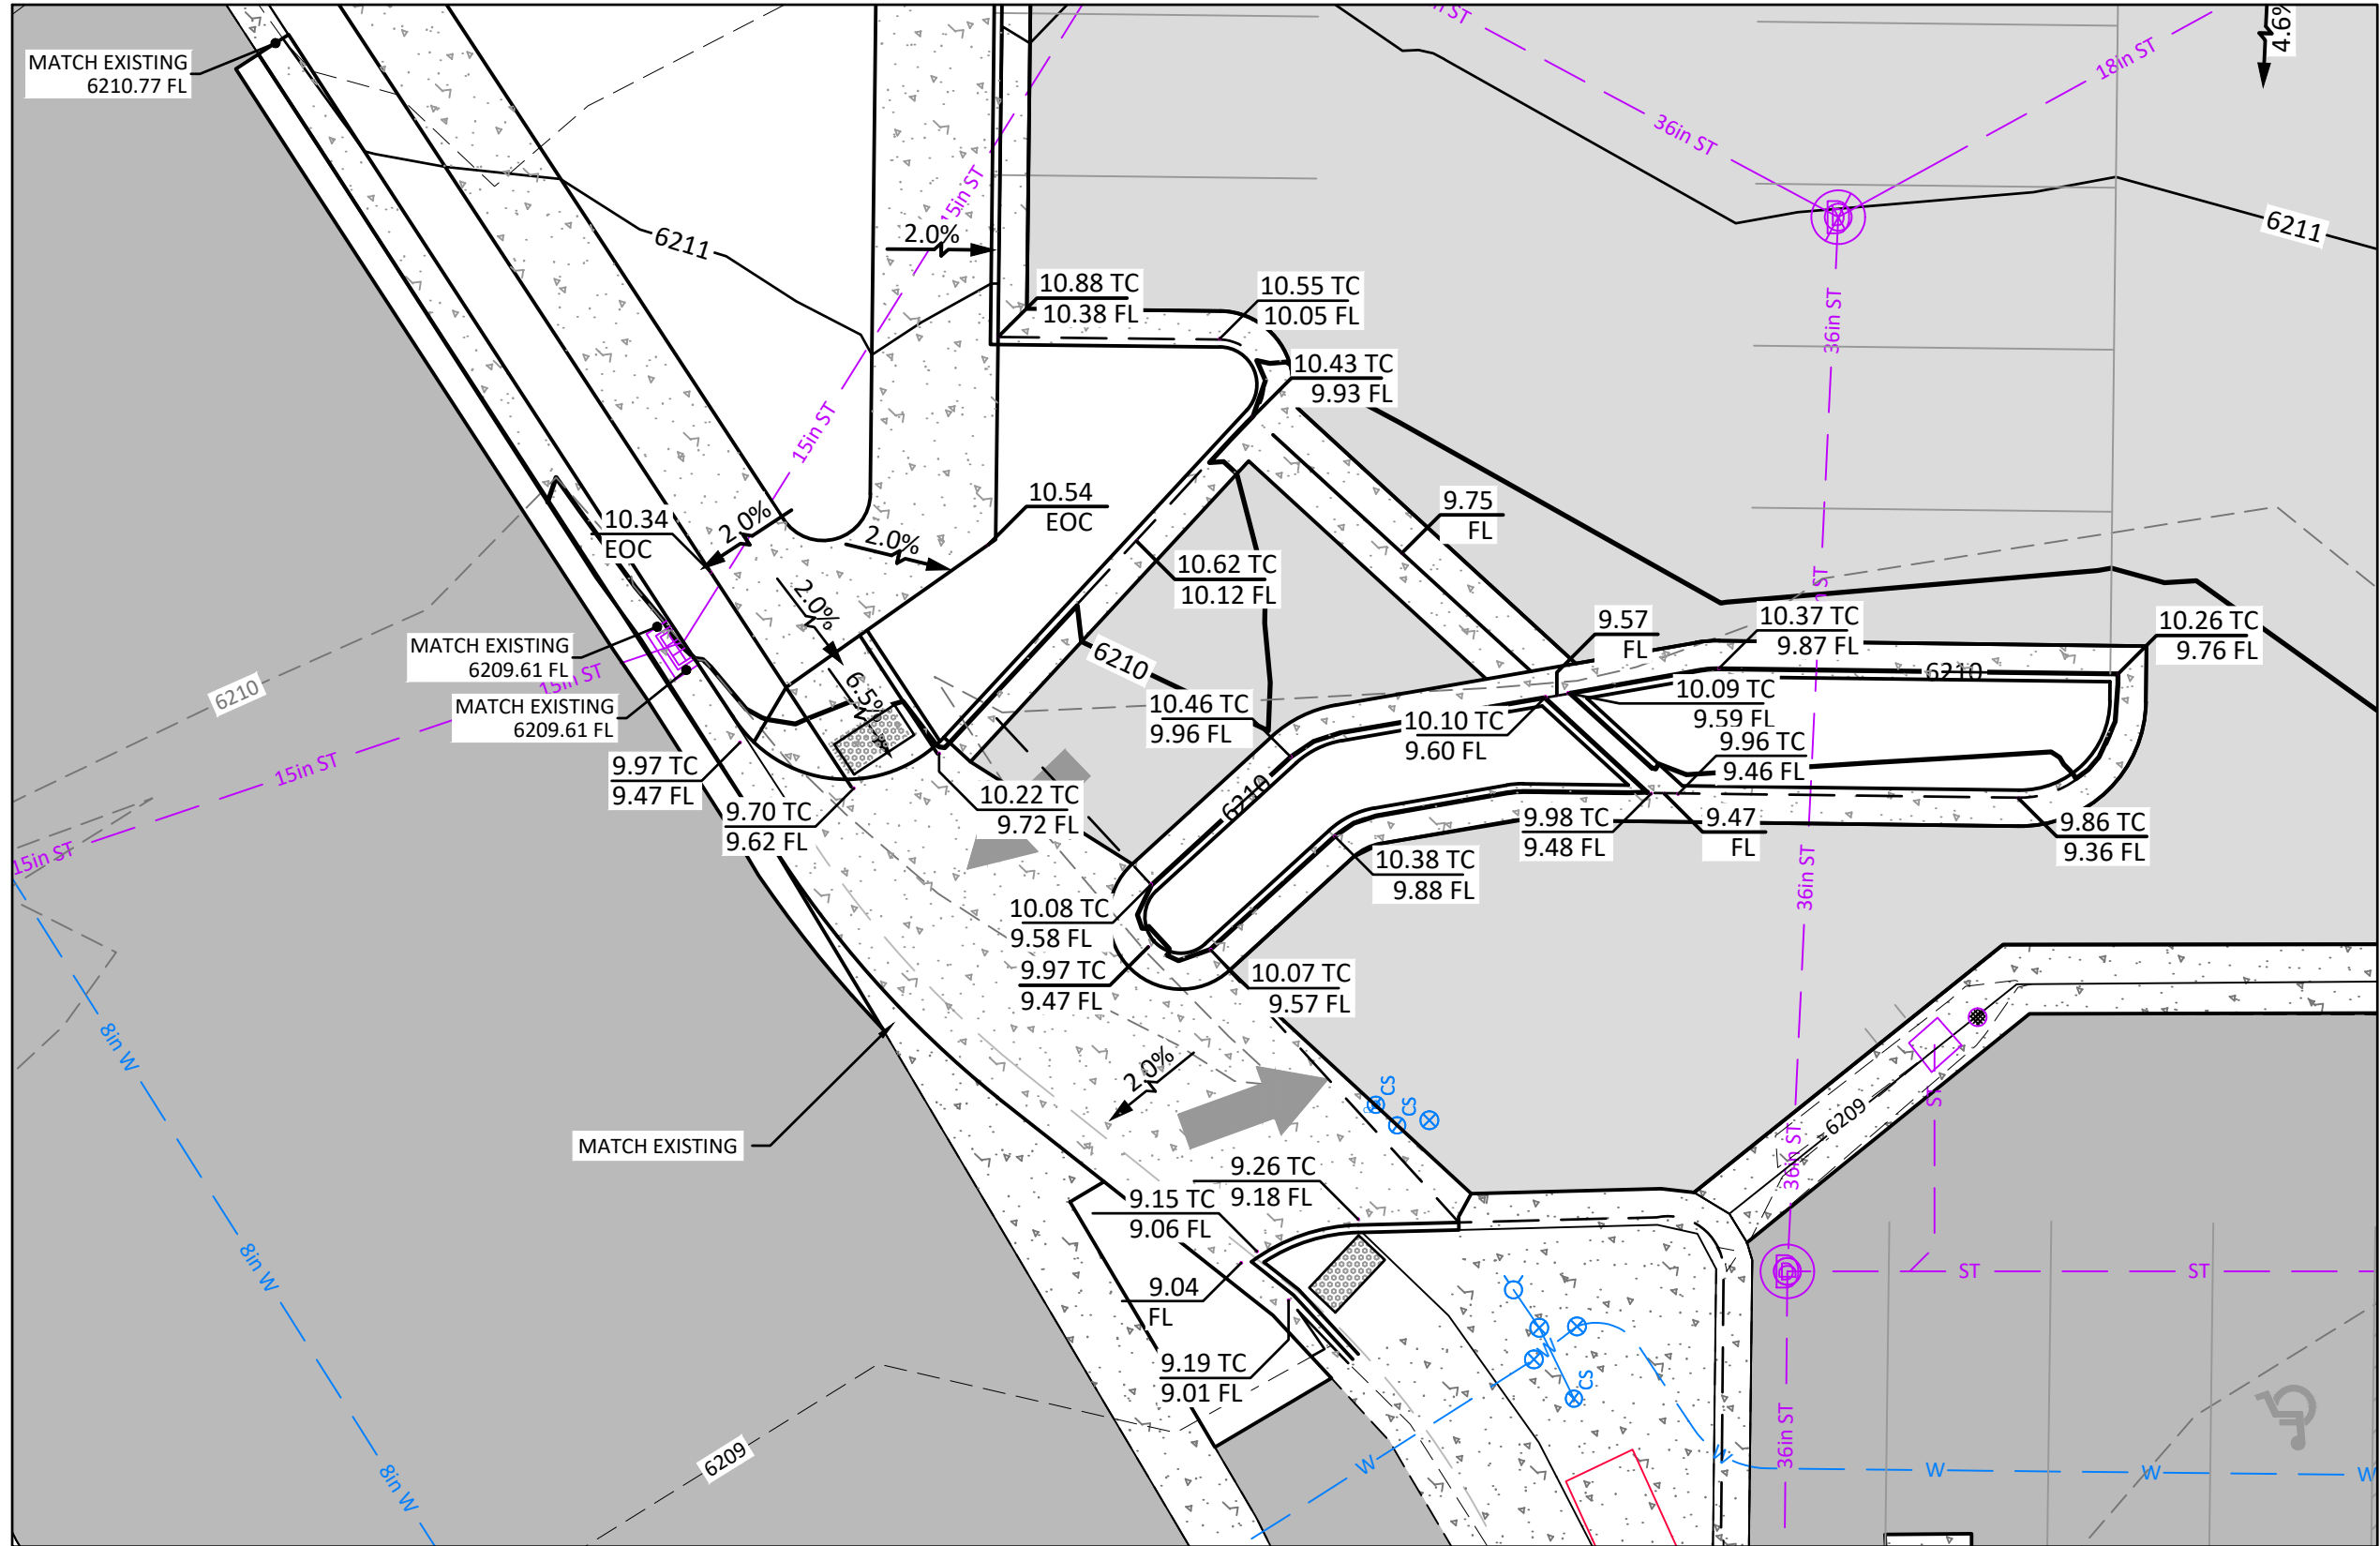 MATCH EXISTING
6210.77 FL
36in ST
18in ST
4.6%
6211
15in ST
2.0%
6211
10.88 TC
10.38 FL
10.55 TC
10.05 FL
36in ST
10.43 TC
9.93 FL
15in ST
10.34
EOC
2.0%
2.0%
10.54
EOC
9.75
FL
10.62 TC
10.12 FL
2.0%
6.5%
MATCH EXISTING
6209.61 FL
15in ST
MATCH EXISTING
6209.61 FL
6210
6210
9.57
FL
10.37 TC
9.87 FL
10.26 TC
9.76 FL
6210
10.46 TC
9.96 FL
10.10 TC
9.60 FL
10.09 TC
9.59 FL
9.96 TC
9.46 FL
15in ST
9.97 TC
9.47 FL
9.70 TC
9.62 FL
10.22 TC
9.72 FL
6210
9.98 TC
9.48 FL
9.47
FL
9.86 TC
9.36 FL
15in ST
10.38 TC
9.88 FL
36in ST
10.08 TC
9.58 FL
9.97 TC
9.47 FL
10.07 TC
9.57 FL
8in W
2.0%
CS
CS
6209
ST
MATCH EXISTING
36in ST
9.26 TC
9.18 FL
9.15 TC
9.06 FL
9.04
FL
9.19 TC
9.01 FL
8in W
ST
ST
W
CS
36in ST
6209
8in W
W
W
W
W
W